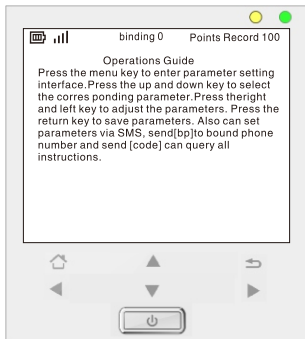 binding 0 Points Record 100
Operations Guide
Press the menu key to enter parameter setting
interface.Press the up and down key to select
the corres ponding parameter.Press theright
and left key to adjust the parameters. Press the
return key to save parameters. Also can set
parameters via SMS, send[bp]to bound phone
number and send [code] can query all
instructions.